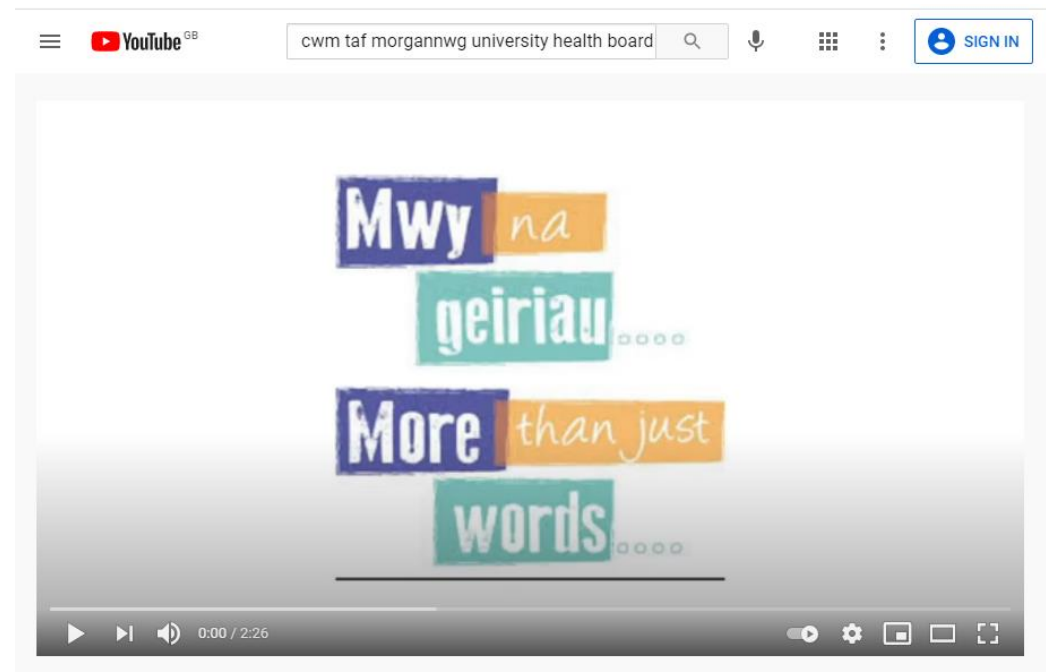 YouTube GB
cwm taf morgannwg university health board
SIGN IN
Mwy na
geiriau....
More than just
words....
0:00 / 2:26